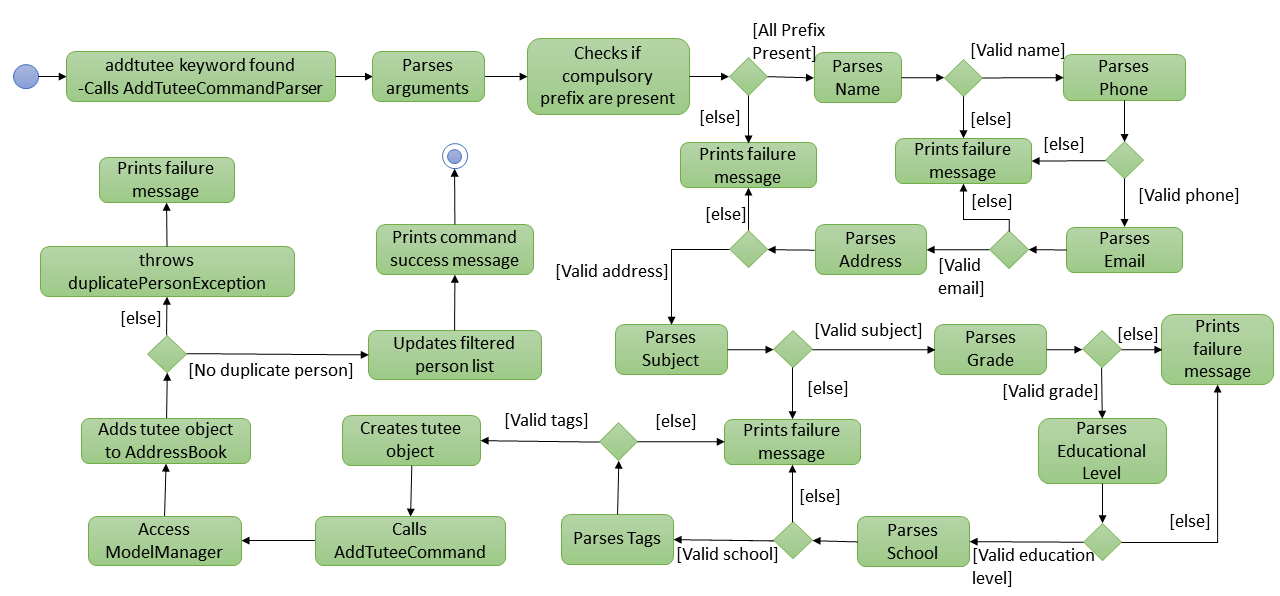 addtutee keyword found
-Calls AddTuteeCommandParser
Parses
arguments
Checks if
compulsory
prefix are present
[All Prefix
Present]
[else]
Prints failure
message
Parses
Name
[Valid name]
[else]
Parses
Phone
[else]
Prints failure
message
[Valid phone]
[else]
Parses
Email
[Valid
email]
Parses
Address
[else]
[Valid address]
Parses
Subject
[Valid subject]
[else]
Parses
Grade
[else]
Prints
failure
message
[Valid grade]
Parses
Educational
Level
[else]
[Valid education
level]
Parses
School
[else]
[Valid school]
Parses Tags
[else]
Prints failure
message
[Valid tags]
Creates tutee
object
Calls
AddTuteeCommand
Access
ModelManager
Adds tutee object
to AddressBook
[else]
throws
duplicatePersonException
Prints failure
message
[No duplicate person]
Updates filtered
person list
Prints command
success message